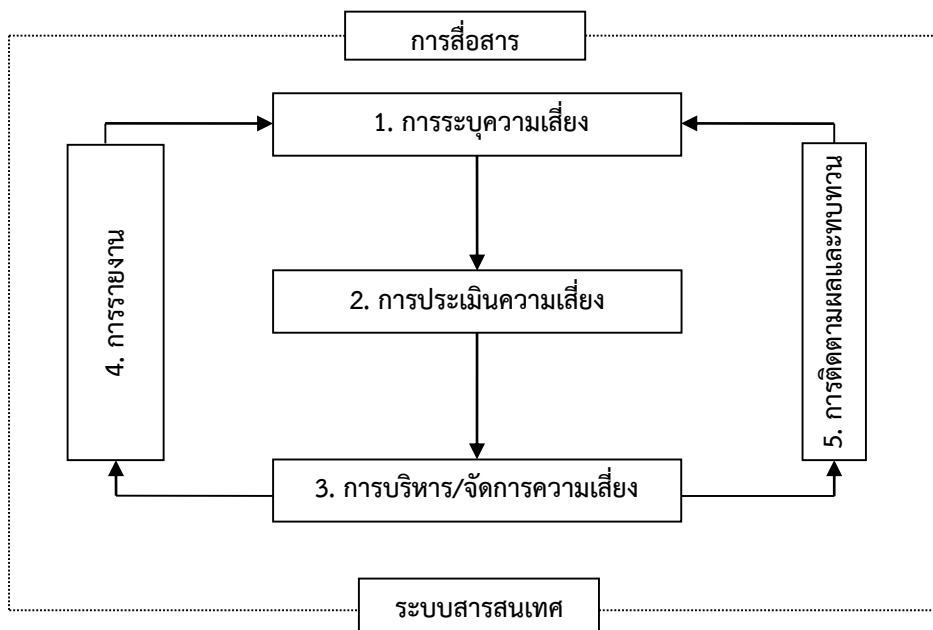 การสื่อสาร
1. การระบุความเสี่ยง
2. การประเมินความเสี่ยง
3. การบริหาร/จัดการความเสี่ยง
4. การรายงาน
5. การติดตามผลและทบทวน
ระบบสารสนเทศ